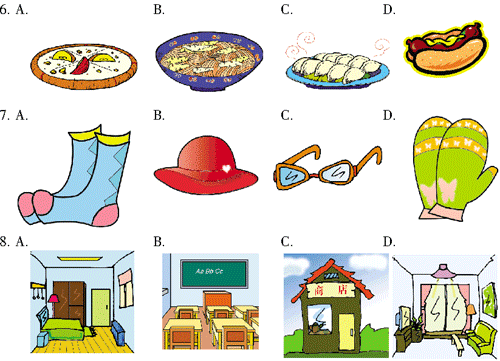 6. A. B. C. D.
7. A. B. C. D.
8. A. B. C. D.
Aa Bb Cc
商 店